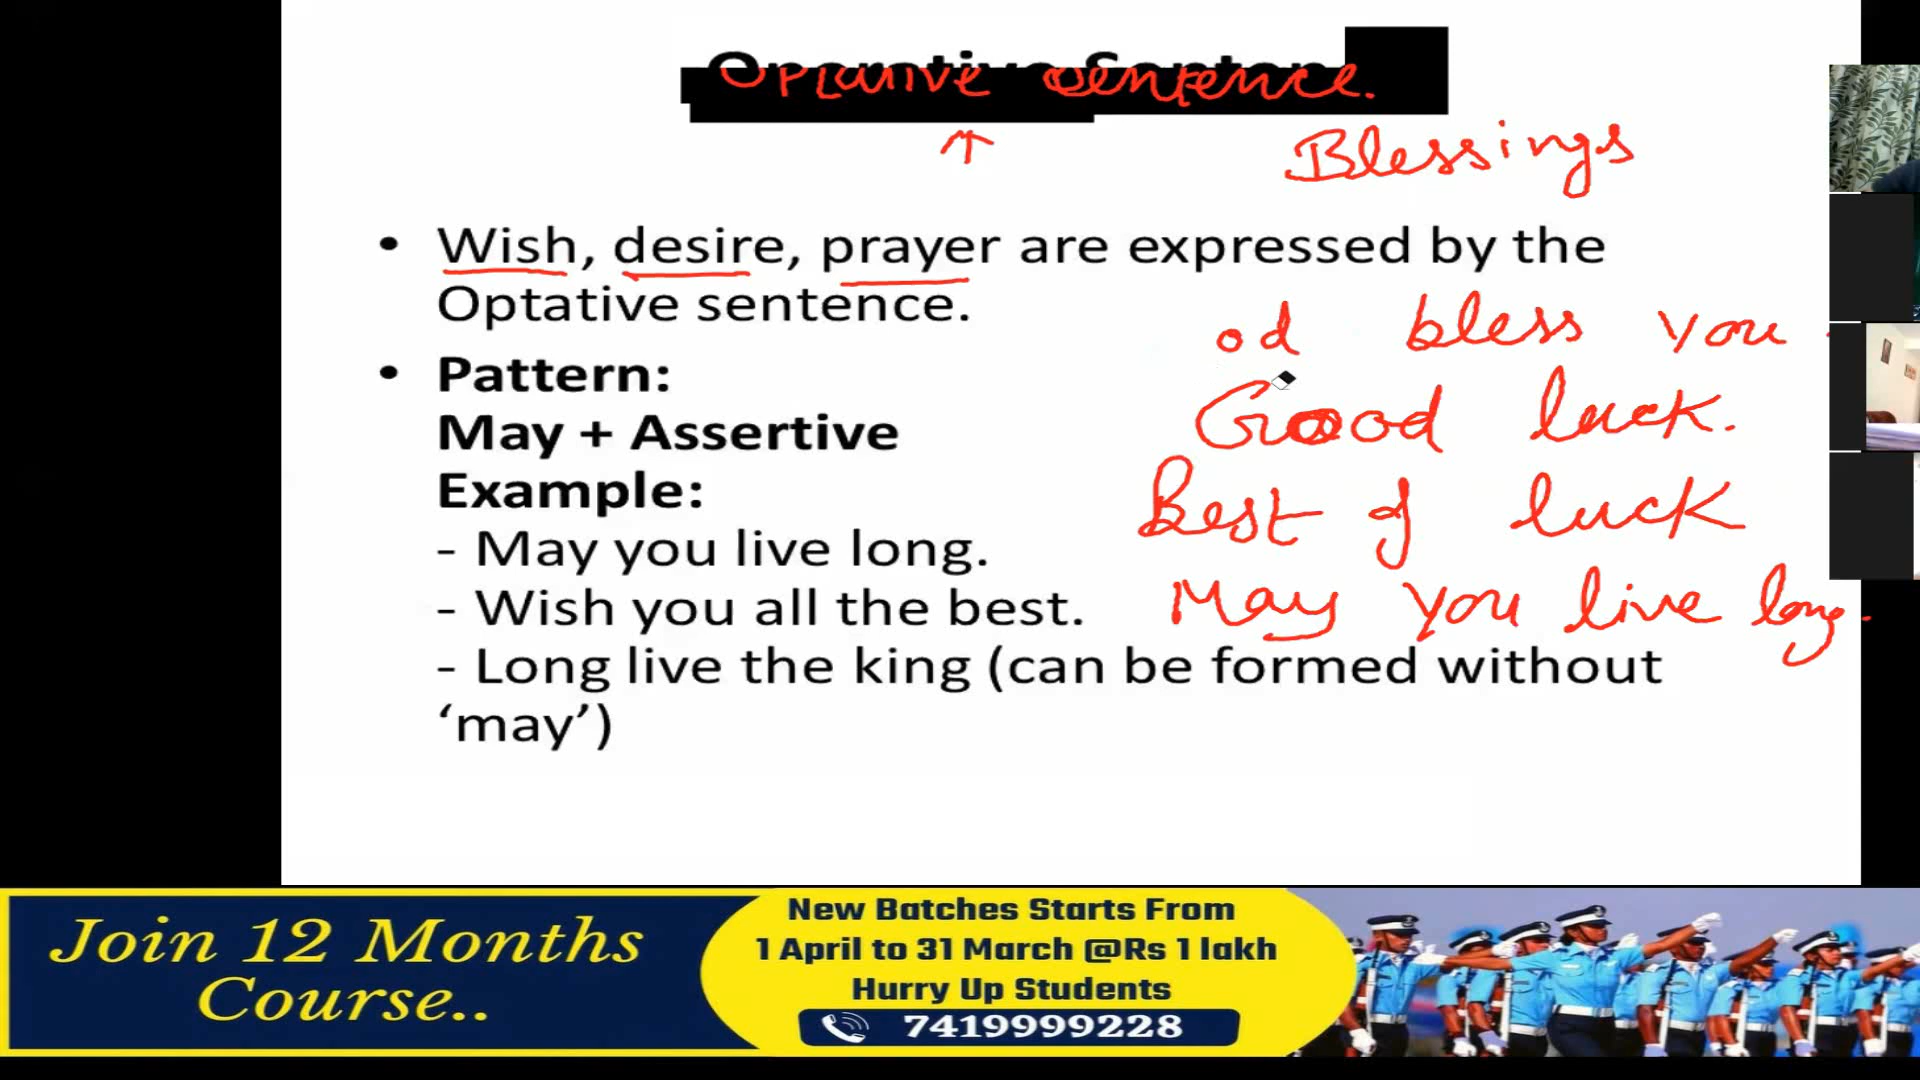 Optative Sentence.
Blessings
• Wish, desire, prayer are expressed by the
Optative sentence.
od bless you
• Pattern:
May + Assertive
Good luck.
Example:
Best of luck
- May you live long.
- Wish you all the best.
May you live long.
- Long live the king (can be formed without
‘may’)
Join 12 Months
Course..
New Batches Starts From
1 April to 31 March @Rs 1 lakh
Hurry Up Students
7419999228